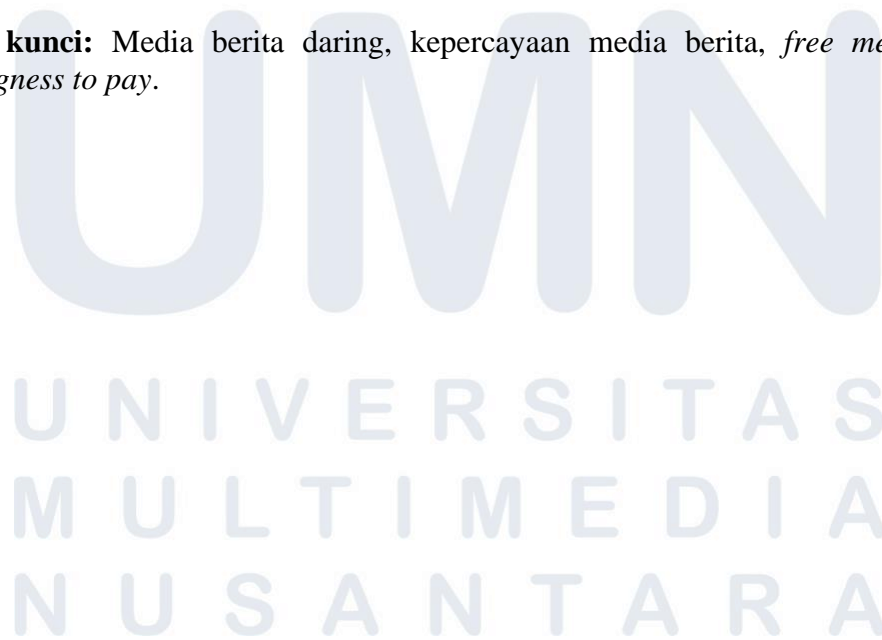 kunci: Media berita daring, kepercayaan media berita, free me
gness to pay.
UMN
UNIVERSITAS
MULTIMEDIA
NUSANTARA